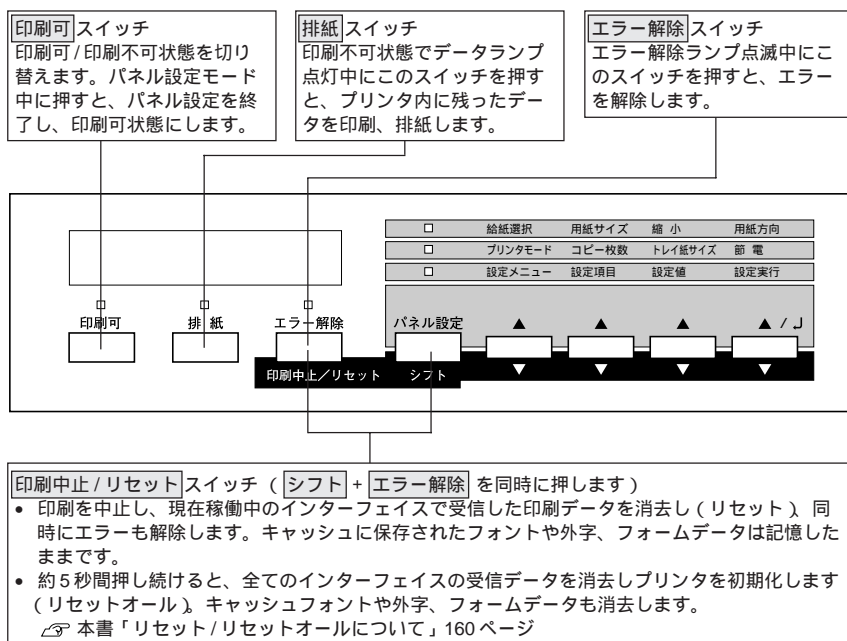 印刷可 スイッチ
印刷可/印刷不可状態を切り
替えます。パネル設定モード
中に押すと、パネル設定を終
了し、印刷可状態にします。
排紙 スイッチ
印刷不可状態でデータランプ
点灯中にこのスイッチを押す
と、プリンタ内に残ったデー
タを印刷、排紙します。
エラー解除 スイッチ
エラー解除ランプ点滅中にこ
のスイッチを押すと、エラー
を解除します。
給紙選択 用紙サイズ 縮 小 用紙方向
プリンタモード コピー枚数 トレイ紙サイズ 節 電
設定メニュー 設定項目 設定値 設定実行
印刷可 排 紙 エラー解除 パネル設定 ▲ ▲ ▲ ▲ / ↲
印刷中止/リセット シフト ▼ ▼ ▼ ▼
印刷中止/リセット スイッチ ( シフト + エラー解除 を同時に押します )
• 印刷を中止し、現在稼働中のインターフェイスで受信した印刷データを消去し(リセット)、同
時にエラーも解除します。キャッシュに保存されたフォントや外字、フォームデータは記憶した
ままです。
• 約5秒間押し続けると、全てのインターフェイスの受信データを消去しプリンタを初期化します
(リセットオール)。キャッシュフォントや外字、フォームデータも消去します。
☞ 本書「リセット/リセットオールについて」160 ページ